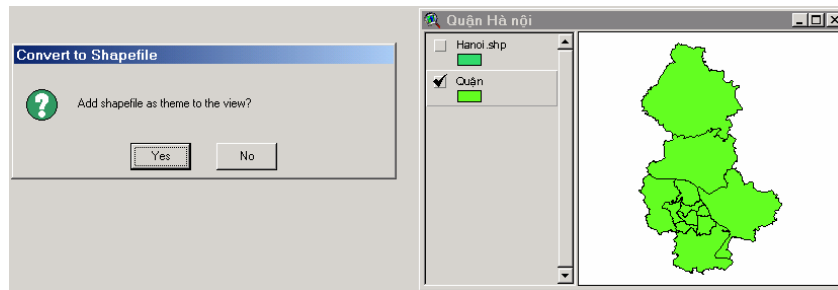 Convert to Shapefile
Add shapefile as theme to the view?
Yes
No
Quận Hà nội
Hanoi.shp
Quận